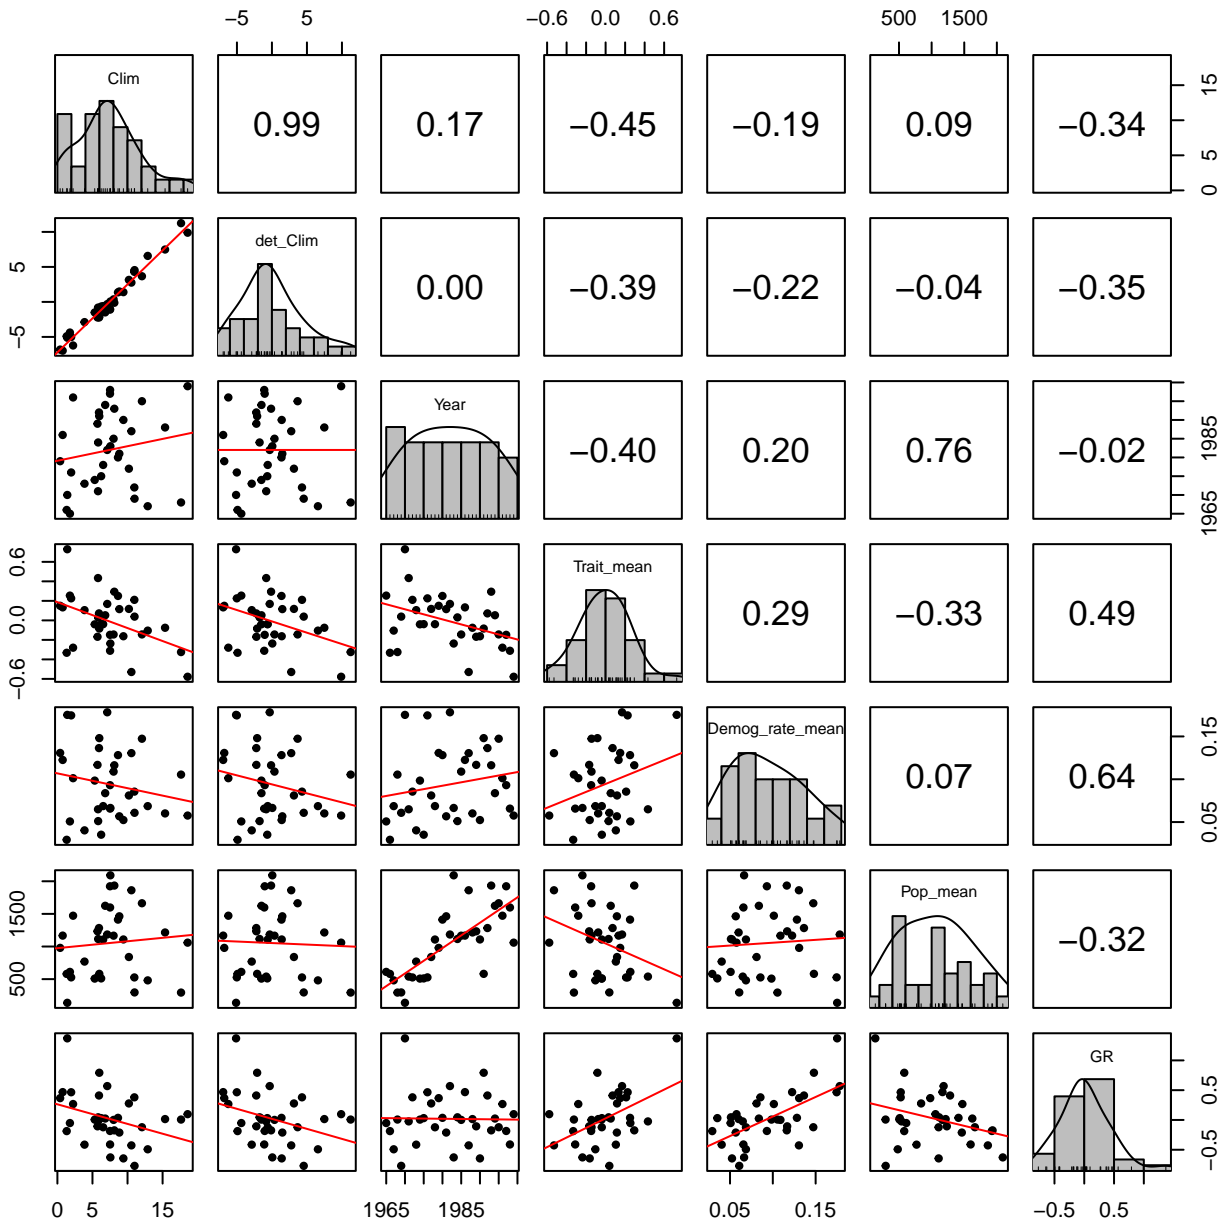 −5 5 −0.6 0.0 0.6 500 1500
Clim 0.99 0.17 −0.45 −0.19 0.09 −0.34 0 5 15
−5 5 det_Clim 0.00 −0.39 −0.22 −0.04 −0.35
Year −0.40 0.20 0.76 −0.02 1965 1985
−0.6 0.0 0.6 Trait_mean 0.29 −0.33 0.49
Demog_rate_mean 0.07 0.64 0.05 0.15
500 1500 Pop_mean −0.32
GR −0.5 0.5
0 5 15 1965 1985 0.05 0.15 −0.5 0.5